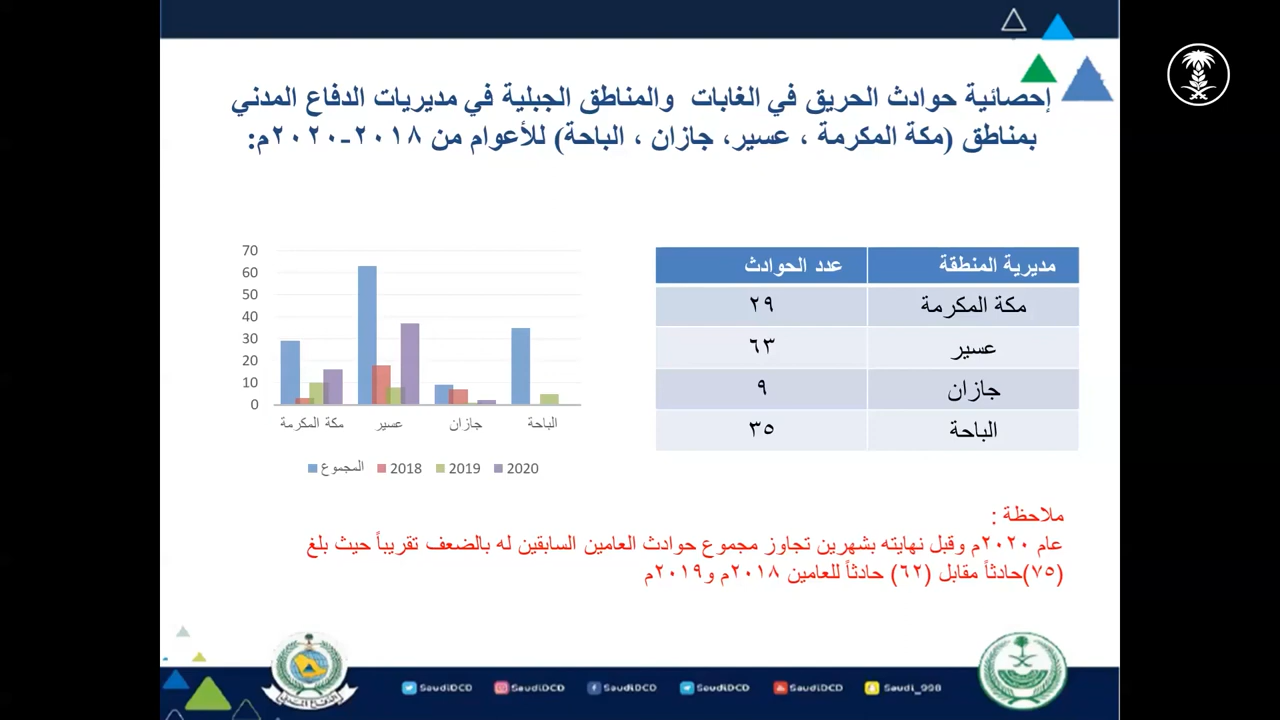 إحصائية حوادث الحريق في الغابات والمناطق الجبلية في مديريات الدفاع المدني
بمناطق (مكة المكرمة ، عسير، جازان ، الباحة) للأعوام من ٢٠١٨-٢٠٢٠م:
مديرية المنطقة عدد الحوادث
مكة المكرمة ٢٩
عسير ٦٣
جازان ٩
الباحة ٣٥
70
60
50
40
30
20
10
0
مكة المكرمة عسير جازان الباحة
المجموع 2018 2019 2020
ملاحظة :
عام ٢٠٢٠م وقبل نهايته بشهرين تجاوز مجموع حوادث العامين السابقين له بالضعف تقريباً حيث بلغ
(٧٥)حادثاً مقابل (٦٢) حادثاً للعامين ٢٠١٨م و٢٠١٩م
SaudiDCD SaudiDCD SaudiDCD SaudiDCD SaudiDCD Saudi_998
الدفاع المدني